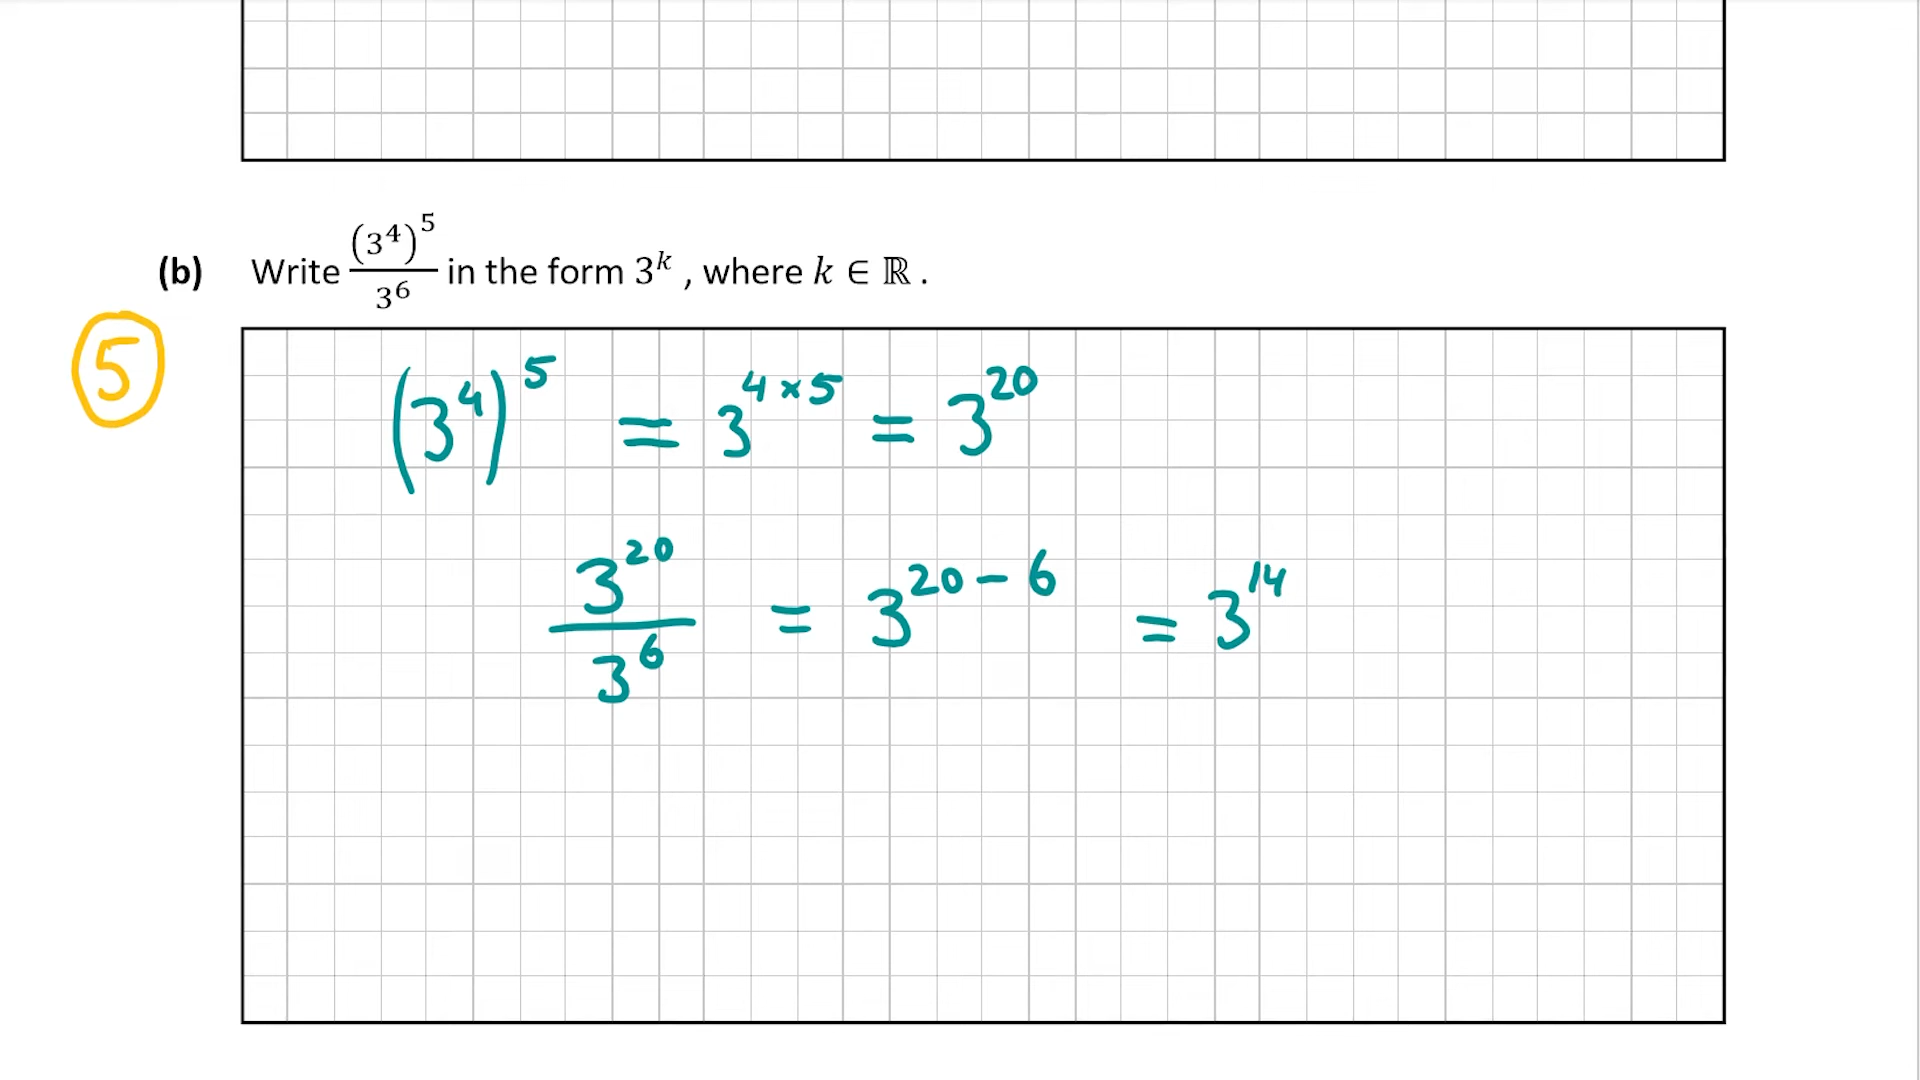 (b) Write (3⁴)⁵/3⁶ in the form 3ᵏ , where k ∈ ℝ .
5
(3⁴)⁵ = 3⁴ˣ⁵ = 3²⁰
3²⁰/3⁶ = 3²⁰⁻⁶ = 3¹⁴